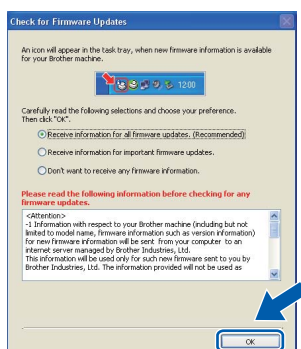 Check for Firmware Updates
An icon will appear in the task tray, when new firmware information is available
for your Brother machine.
12:00
Carefully read the following selections and choose your preference.
Then click "OK".
Receive information for all firmware updates. (Recommended)
Receive information for important firmware updates.
Don't want to receive any firmware information.
Please read the following information before checking for any
firmware updates.
<Attention>
-1 Information with respect to your Brother machine (including but not
limited to model name, firmware information such as version information)
for new firmware information will be sent from your computer to an
internet server managed by Brother Industries, Ltd.
This information will be used only for such new firmware sent to you by
Brother Industries, Ltd. The information provided will not be used as
OK